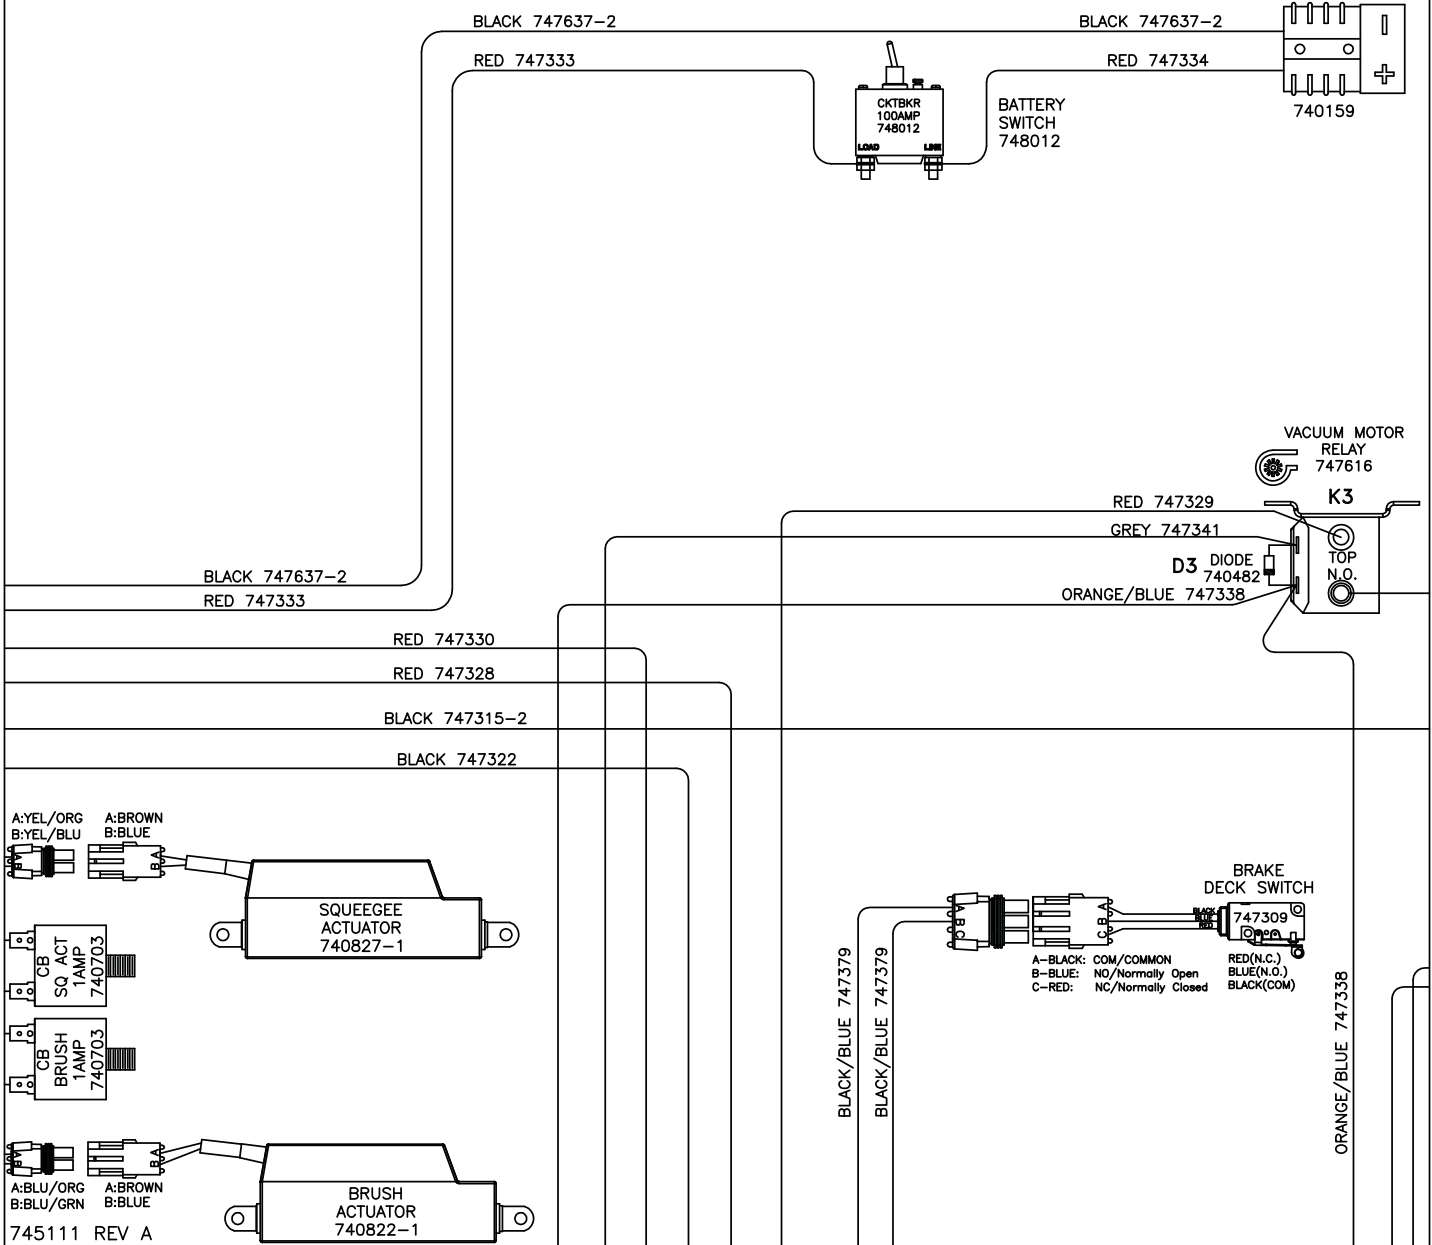 BLACK 747637-2
BLACK 747637-2
RED 747333
RED 747334
CKTBKR
100AMP
748012
LOAD
LINE
BATTERY
SWITCH
748012
740159
VACUUM MOTOR
RELAY
747616
K3
RED 747329
GREY 747341
TOP
N.O.
D3
DIODE
740482
ORANGE/BLUE 747338
BLACK 747637-2
RED 747333
RED 747330
RED 747328
BLACK 747315-2
BLACK 747322
A:YEL/ORG
B:YEL/BLU
A:BROWN
B:BLUE
A
B
A
B
SQUEEGEE
ACTUATOR
740827-1
CB
SQ ACT
1AMP
740703
CB
BRUSH
1AMP
740703
BRAKE
DECK SWITCH
747309
BLACK
BLUE
RED
A
B
C
A
B
C
A-BLACK: COM/COMMON
B-BLUE: NO/Normally Open
C-RED: NC/Normally Closed
RED(N.C.)
BLUE(N.O.)
BLACK(COM)
BLACK/BLUE 747379
BLACK/BLUE 747379
ORANGE/BLUE 747338
A
B
A
B
A:BLU/ORG
B:BLU/GRN
A:BROWN
B:BLUE
BRUSH
ACTUATOR
740822-1
745111 REV A